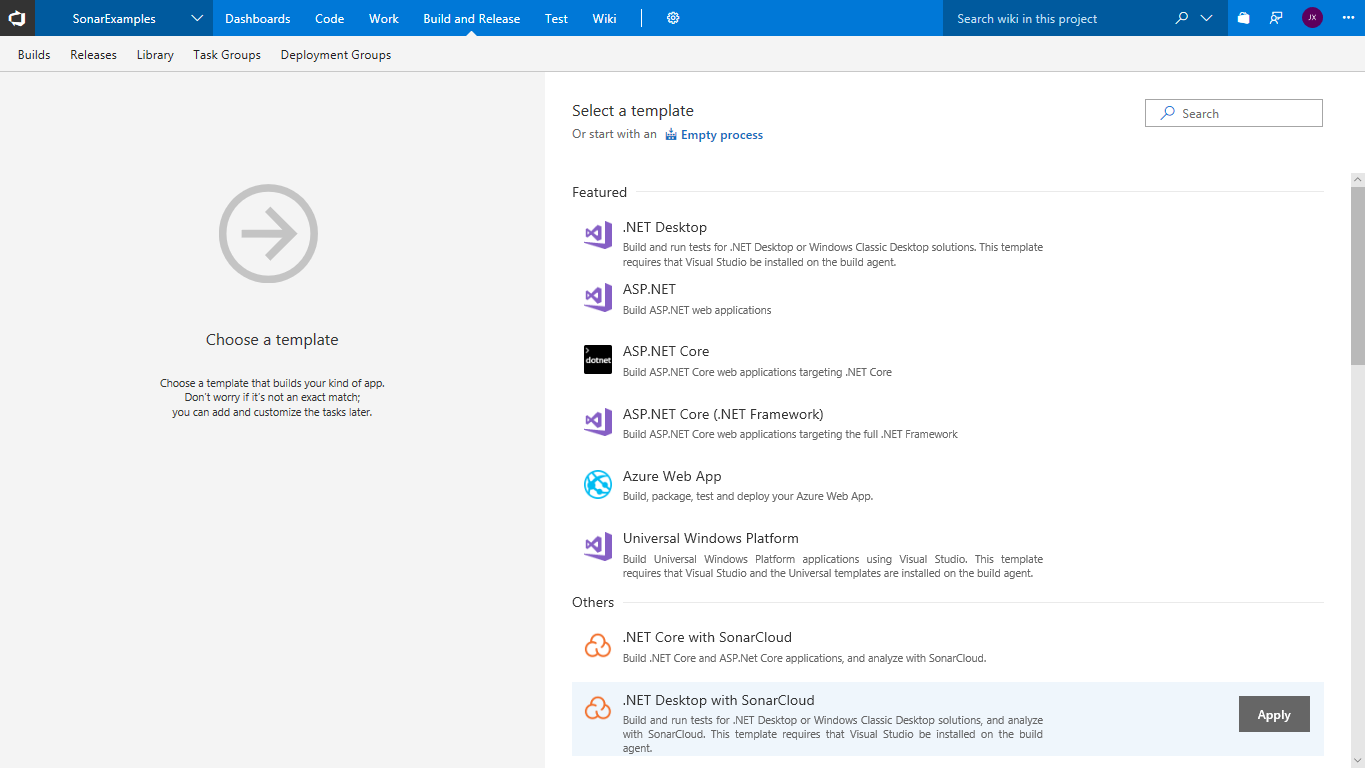 SonarExamples
Dashboards
Code
Work
Build and Release
Test
Wiki
Search wiki in this project
JX
Builds
Releases
Library
Task Groups
Deployment Groups
Choose a template
Choose a template that builds your kind of app.
Don't worry if it's not an exact match;
you can add and customize the tasks later.
Select a template
Or start with an Empty process
Search
Featured
.NET Desktop
Build and run tests for .NET Desktop or Windows Classic Desktop solutions. This template
requires that Visual Studio be installed on the build agent.
ASP.NET
Build ASP.NET web applications
dotnet
ASP.NET Core
Build ASP.NET Core web applications targeting .NET Core
ASP.NET Core (.NET Framework)
Build ASP.NET Core web applications targeting the full .NET Framework
Azure Web App
Build, package, test and deploy your Azure Web App.
Universal Windows Platform
Build Universal Windows Platform applications using Visual Studio. This template
requires that Visual Studio and the Universal templates are installed on the build agent.
Others
.NET Core with SonarCloud
Build .NET Core and ASP.Net Core applications, and analyze with SonarCloud.
.NET Desktop with SonarCloud
Build and run tests for .NET Desktop or Windows Classic Desktop solutions, and analyze
with SonarCloud. This template requires that Visual Studio be installed on the build
agent.
Apply